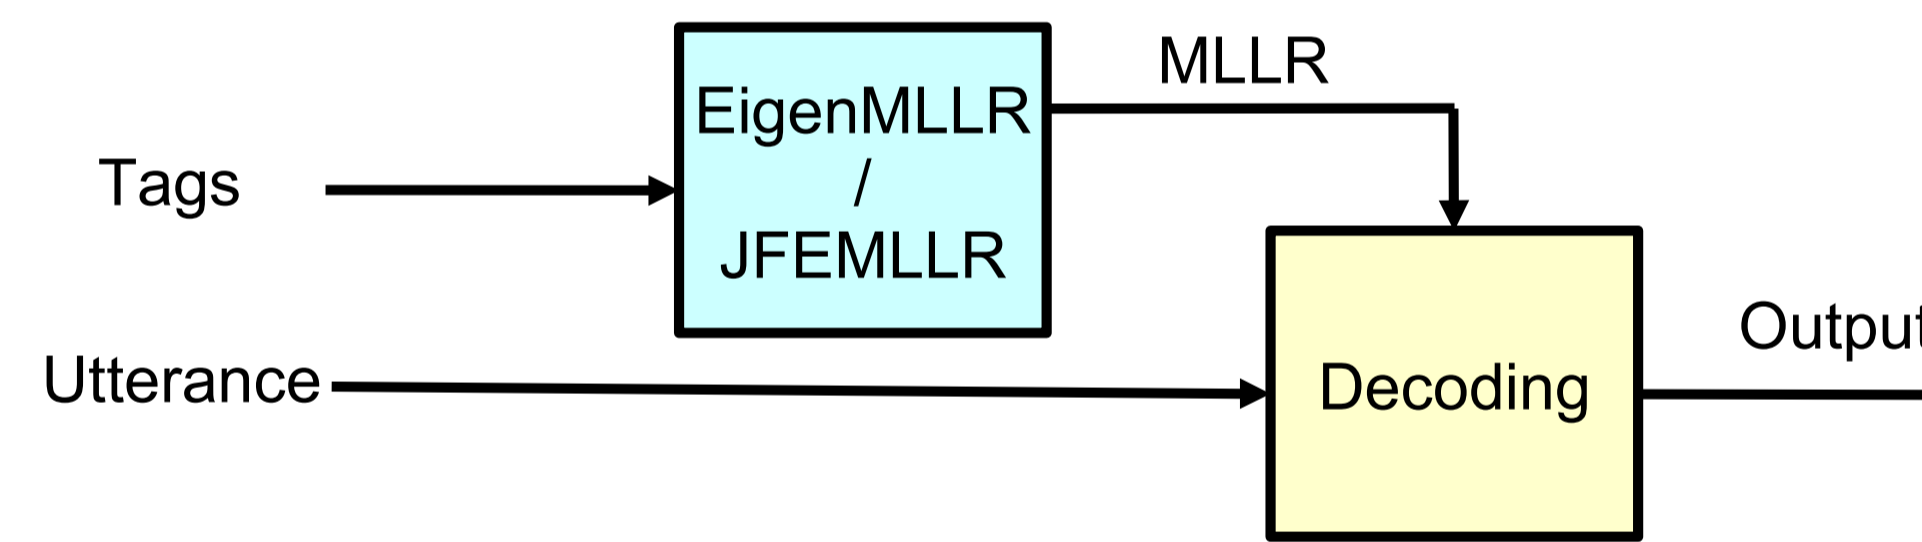 MLLR
EigenMLLR
/
JFEMLLR
Tags
Utterance
Decoding
Output